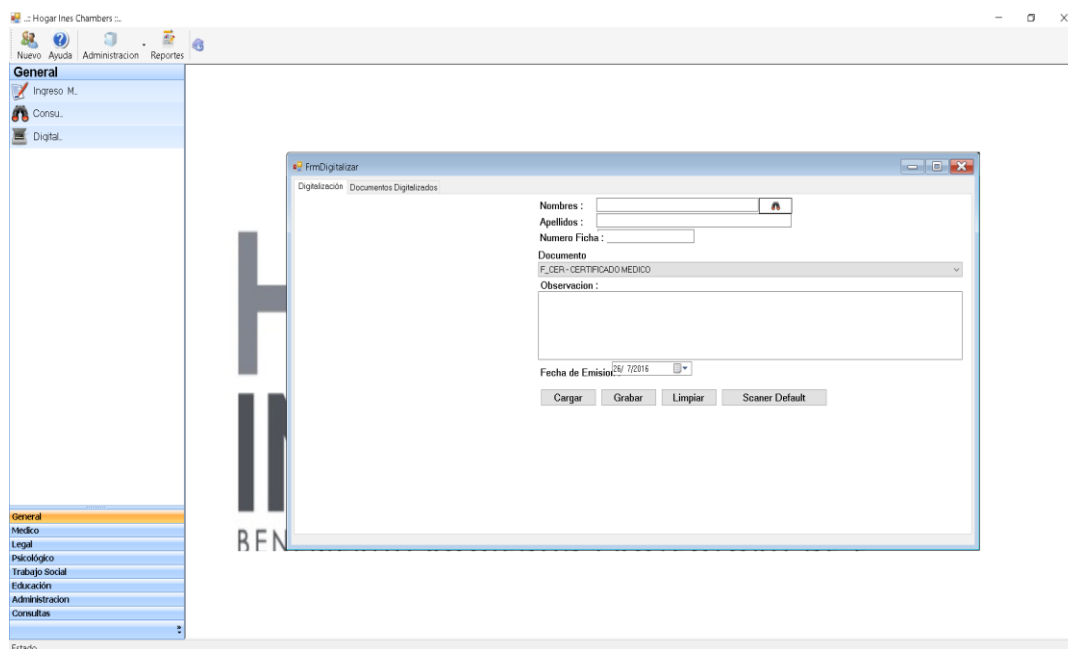 ..: Hogar Ines Chambers ::..
Nuevo Ayuda Administracion Reportes
General
Ingreso M..
Consu..
Digital..
FrmDigitalizar
Digitalización Documentos Digitalizados
Nombres :
Apellidos :
Numero Ficha :
Documento
F_CER - CERTIFICADO MEDICO
Observacion :
Fecha de Emision : 26/ 7/2016
Cargar Grabar Limpiar Scaner Default
H
IN
BEN
General
Medico
Legal
Psicológico
Trabajo Social
Educación
Administracion
Consultas
Estado